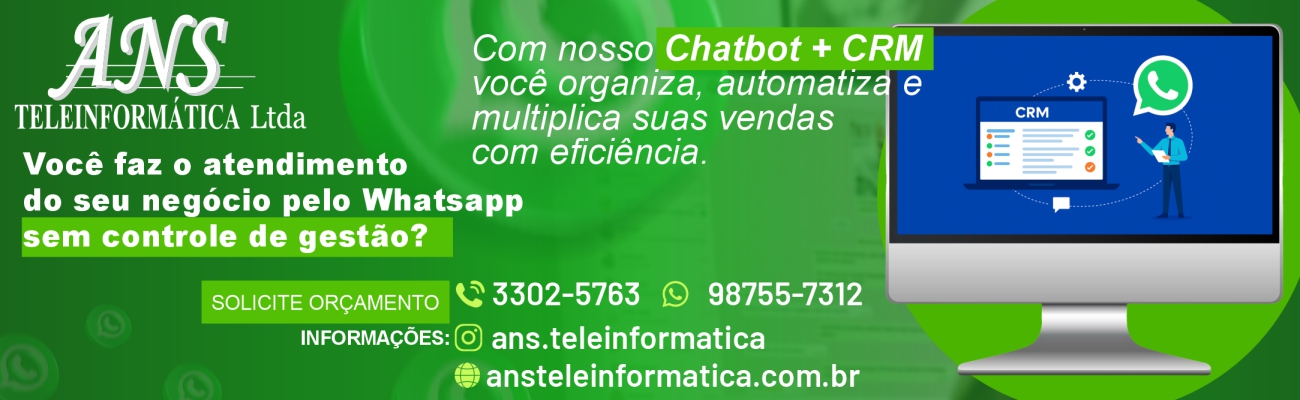 ANS
TELEINFORMÁTICA Ltda
Você faz o atendimento
do seu negócio pelo Whatsapp
sem controle de gestão?
Com nosso Chatbot + CRM
você organiza, automatiza e
multiplica suas vendas
com eficiência.
CRM
SOLICITE ORÇAMENTO 3302-5763 98755-7312
INFORMAÇÕES: ans.teleinformatica
ansteleinformatica.com.br